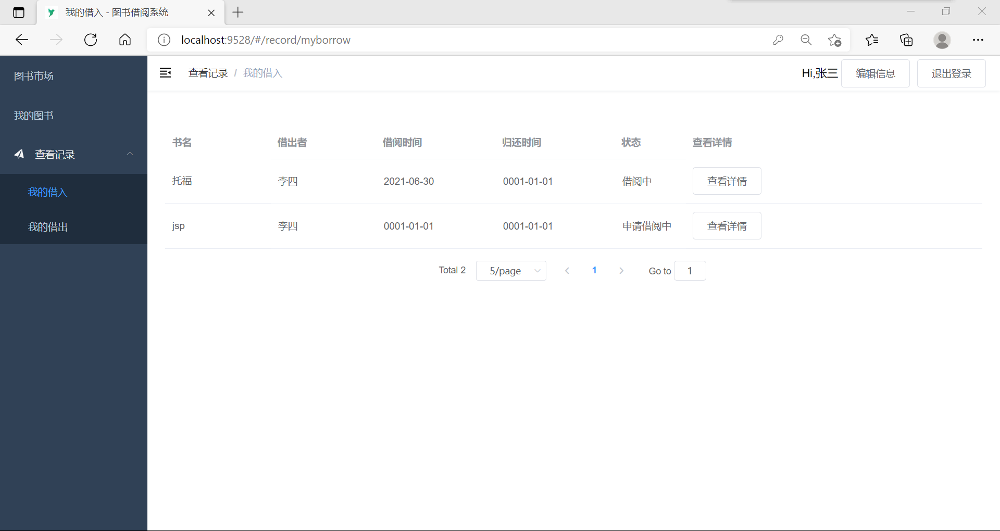 我的借入 - 图书借阅系统
localhost:9528/#/record/myborrow
图书市场
我的图书
查看记录
我的借入
我的借出
查看记录 / 我的借入
Hi,张三 编辑信息 退出登录
书名 借出者 借阅时间 归还时间 状态 查看详情
托福 李四 2021-06-30 0001-01-01 借阅中 查看详情
jsp 李四 0001-01-01 0001-01-01 申请借阅中 查看详情
Total 2 5/page 1 Go to 1